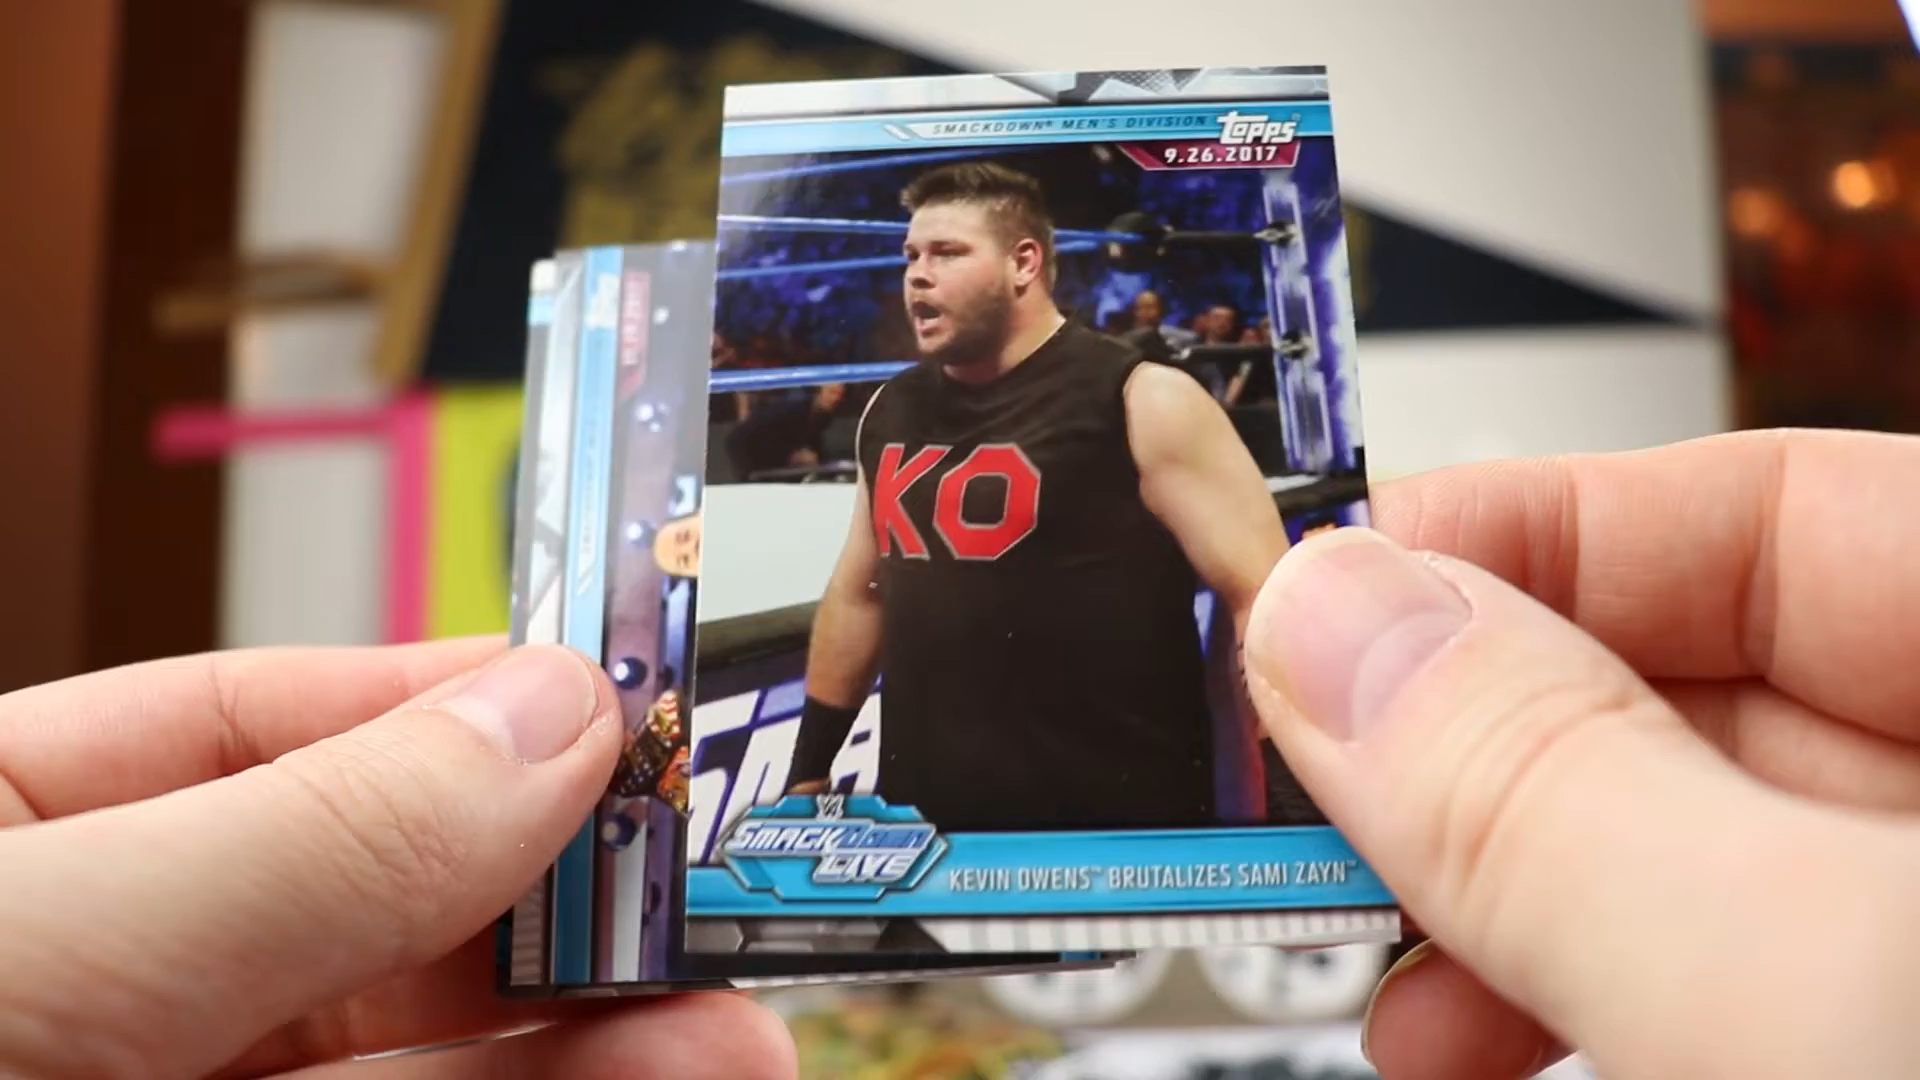 SMACKDOWN® MEN'S DIVISION
Topps®
9.26.2017
KO
SMACKDOWN
LIVE
KEVIN OWENS™ BRUTALIZES SAMI ZAYN™